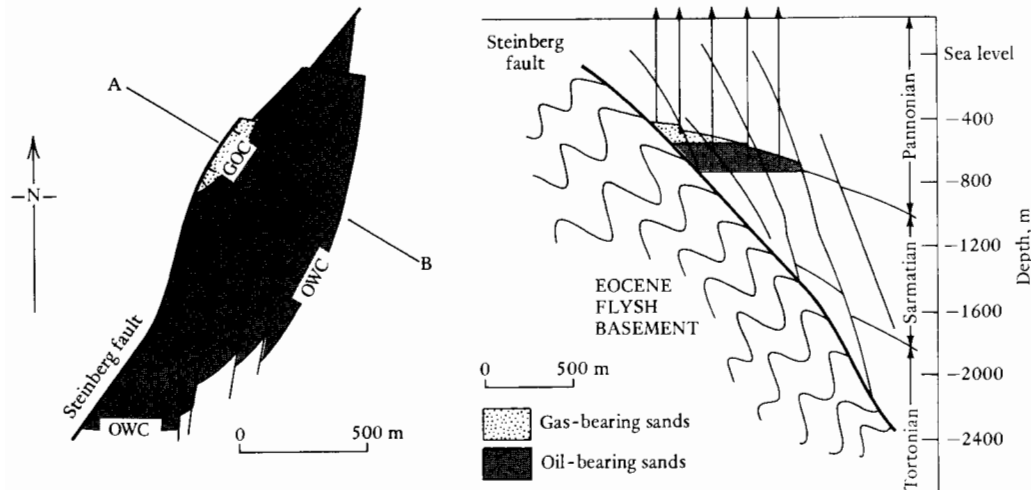 A
N
GOC
B
OWC
Steinberg fault
OWC
0 500 m
Steinberg
fault
Sea level
−400
−800
−1200
−1600
−2000
−2400
Depth, m
Pannonian
Sarmatian
Tortonian
EOCENE
FLYSH
BASEMENT
0 500 m
Gas-bearing sands
Oil-bearing sands